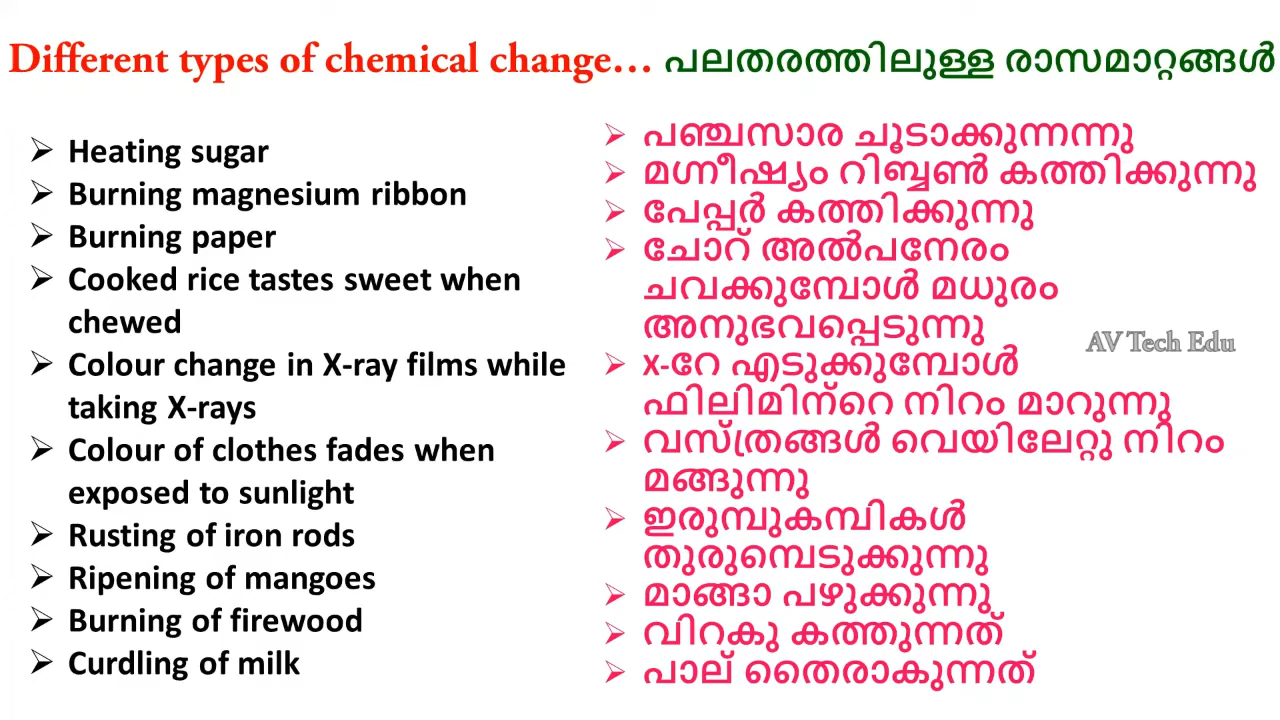 Different types of chemical change... പലതരത്തിലുള്ള രാസമാറ്റങ്ങൾ
Heating sugar
Burning magnesium ribbon
Burning paper
Cooked rice tastes sweet when
chewed
Colour change in X-ray films while
taking X-rays
Colour of clothes fades when
exposed to sunlight
Rusting of iron rods
Ripening of mangoes
Burning of firewood
Curdling of milk
പഞ്ചസാര ചൂടാക്കുന്നന്നു
മഗ്നീഷ്യം റിബ്ബൺ കത്തിക്കുന്നു
പേപ്പർ കത്തിക്കുന്നു
ചോറ് അൽപനേരം
ചവക്കുമ്പോൾ മധുരം
അനുഭവപ്പെടുന്നു
X-റേ എടുക്കുമ്പോൾ
ഫിലിമിന്റെ നിറം മാറുന്നു
വസ്ത്രങ്ങൾ വെയിലേറ്റു നിറം
മങ്ങുന്നു
ഇരുമ്പുകമ്പികൾ
തുരുമ്പെടുക്കുന്നു
മാങ്ങാ പഴുക്കുന്നു
വിറകു കത്തുന്നത്
പാല് തൈരാകുന്നത്
AV Tech Edu